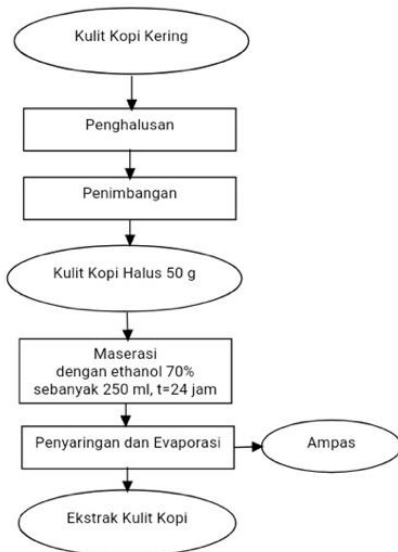 Kulit Kopi Kering
Penghalusan
Penimbangan
Kulit Kopi Halus 50 g
Maserasi
dengan ethanol 70%
sebanyak 250 ml, t=24 jam
Penyaringan dan Evaporasi
Ampas
Ekstrak Kulit Kopi